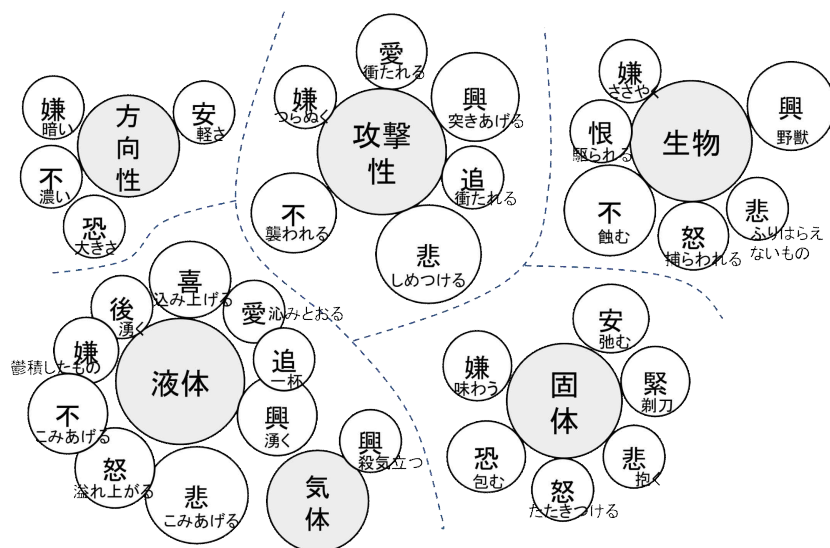 方
向
性
嫌
暗い
安
軽さ
不
濃い
恐
大きさ
攻撃
性
愛
衝たれる
嫌
つらぬく
興
突きあげる
追
衝たれる
不
襲われる
悲
しめつける
生物
嫌
ささやく
興
野獣
恨
駆られる
不
蝕む
怒
捕らわれる
悲
ふりはらえ
ないもの
液体
喜
込み上げる
後
湧く
愛
沁みとおる
嫌
鬱積したもの
追
一杯
不
こみあげる
興
湧く
怒
溢れ上がる
悲
こみあげる
気
体
興
殺気立つ
固
体
安
弛む
嫌
味わう
緊
剃刀
恐
包む
悲
抱く
怒
たたきつける